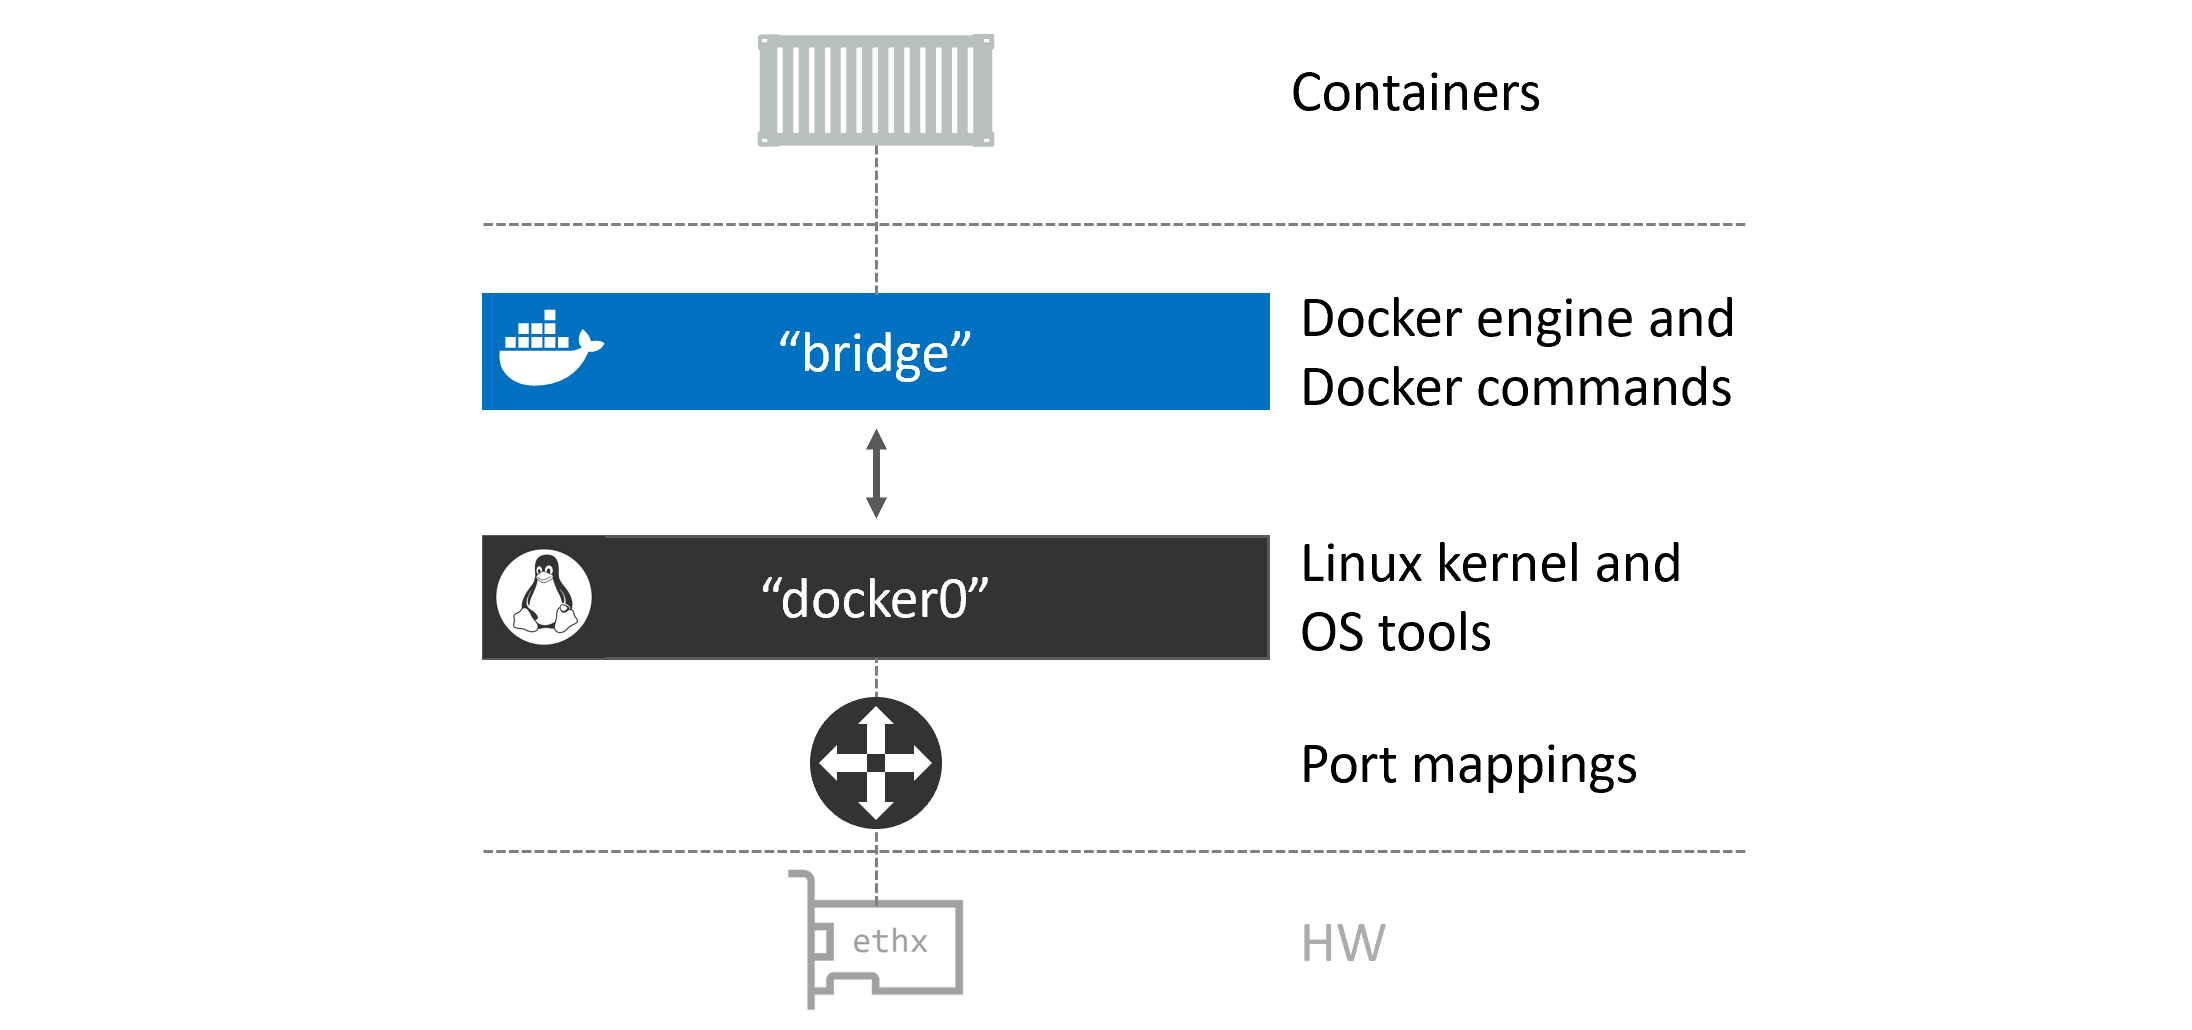 Containers
“bridge”
Docker engine and
Docker commands
“docker0”
Linux kernel and
OS tools
Port mappings
ethx
HW